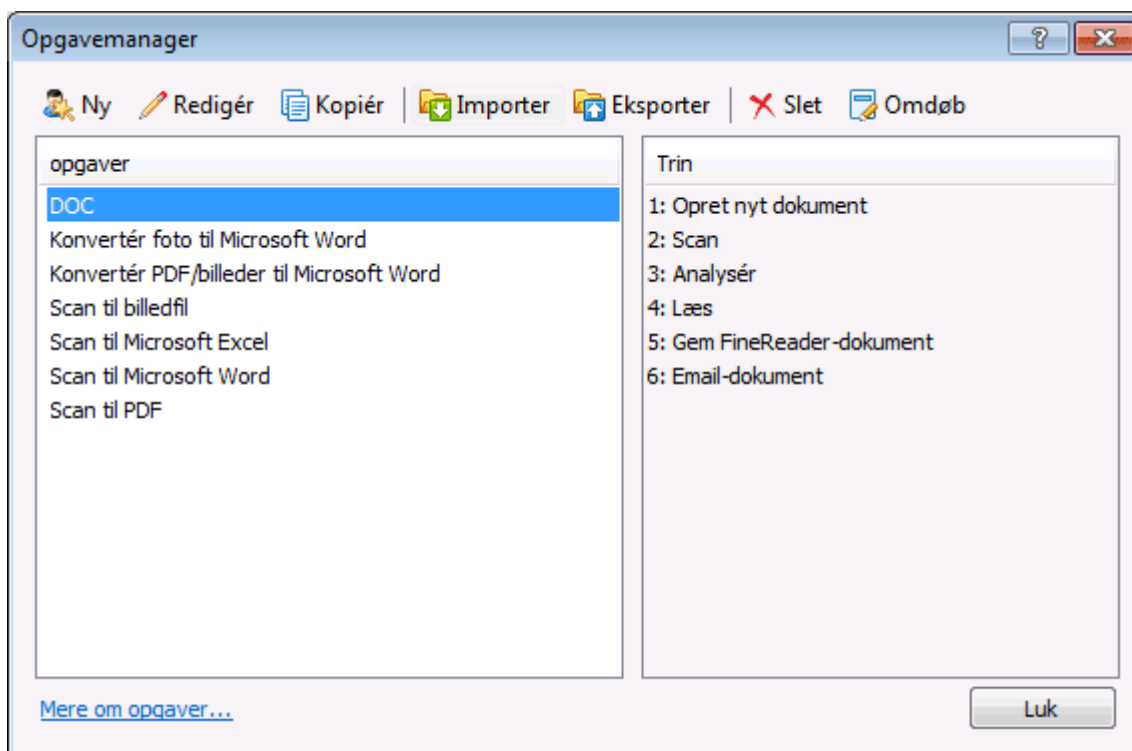 Opgavemanager
Ny Redigér Kopiér Importer Eksporter Slet Omdøb
opgaver
DOC
Konvertér foto til Microsoft Word
Konvertér PDF/billeder til Microsoft Word
Scan til billedfil
Scan til Microsoft Excel
Scan til Microsoft Word
Scan til PDF
Trin
1: Opret nyt dokument
2: Scan
3: Analysér
4: Læs
5: Gem FineReader-dokument
6: Email-dokument
Mere om opgaver...
Luk